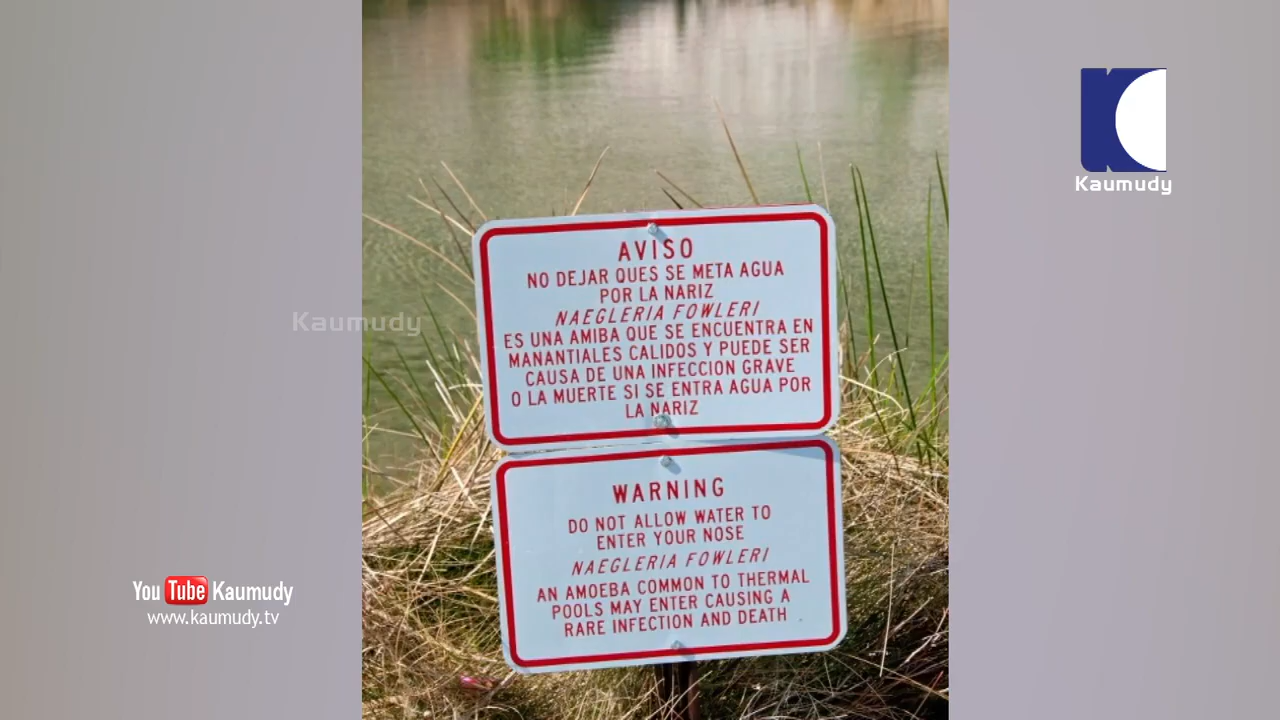 Kaumudy
AVISO
NO DEJAR QUES SE META AGUA
POR LA NARIZ
NAEGLERIA FOWLERI
ES UNA AMIBA QUE SE ENCUENTRA EN
MANANTIALES CALIDOS Y PUEDE SER
CAUSA DE UNA INFECCION GRAVE
O LA MUERTE SI SE ENTRA AGUA POR
LA NARIZ
Kaumudy
WARNING
DO NOT ALLOW WATER TO
ENTER YOUR NOSE
NAEGLERIA FOWLERI
AN AMOEBA COMMON TO THERMAL
POOLS MAY ENTER CAUSING A
RARE INFECTION AND DEATH
You Tube Kaumudy
www.kaumudy.tv